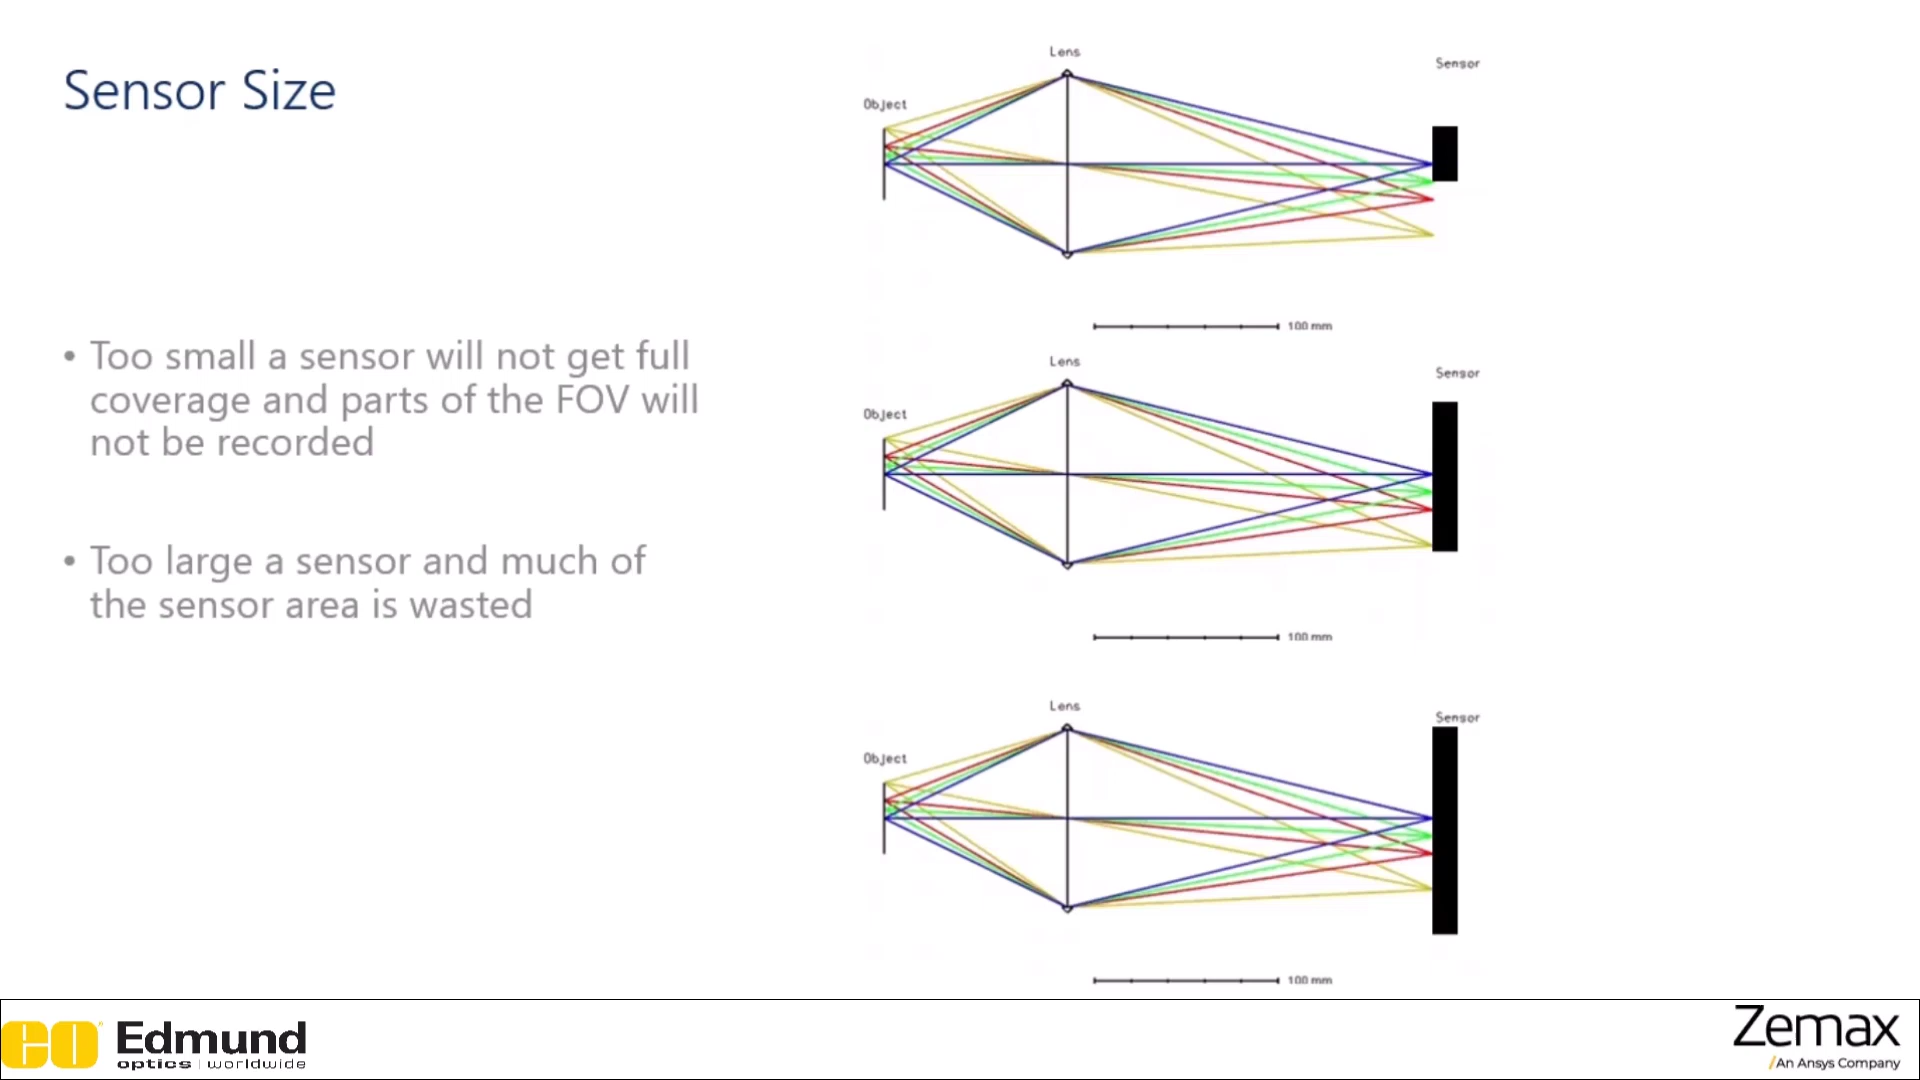 Sensor Size
• Too small a sensor will not get full
coverage and parts of the FOV will
not be recorded
• Too large a sensor and much of
the sensor area is wasted
Lens
Sensor
Object
100 mm
Lens
Sensor
Object
100 mm
Lens
Sensor
Object
100 mm
EO
Edmund
optics | worldwide
Zemax
/An Ansys Company